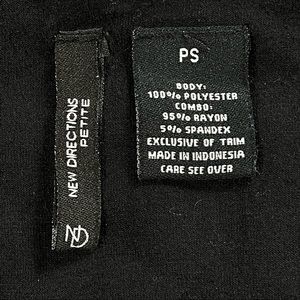 NEW DIRECTIONS
PETITE
ND
PS
BODY:
100% POLYESTER
COMBO:
95% RAYON
5% SPANDEX
EXCLUSIVE OF TRIM
MADE IN INDONESIA
CARE SEE OVER